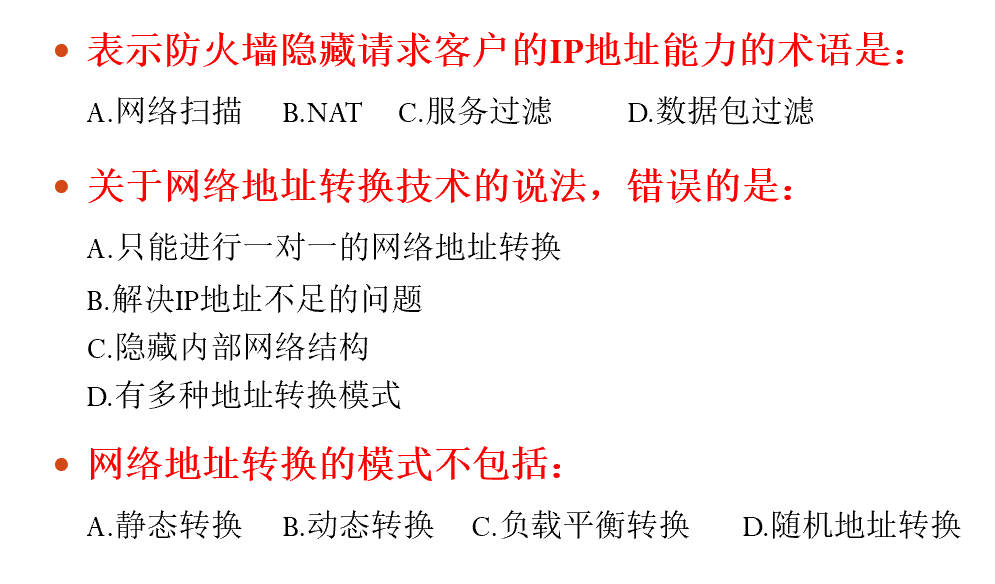 • 表示防火墙隐藏请求客户的IP地址能力的术语是：
A.网络扫描 B.NAT C.服务过滤 D.数据包过滤
• 关于网络地址转换技术的说法，错误的是：
A.只能进行一对一的网络地址转换
B.解决IP地址不足的问题
C.隐藏内部网络结构
D.有多种地址转换模式
• 网络地址转换的模式不包括：
A.静态转换 B.动态转换 C.负载平衡转换 D.随机地址转换